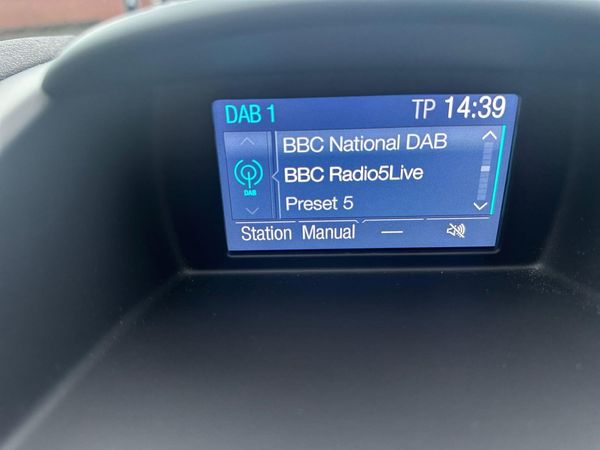 DAB 1 TP 14:39
BBC National DAB
BBC Radio5Live
DAB
Preset 5
Station Manual —